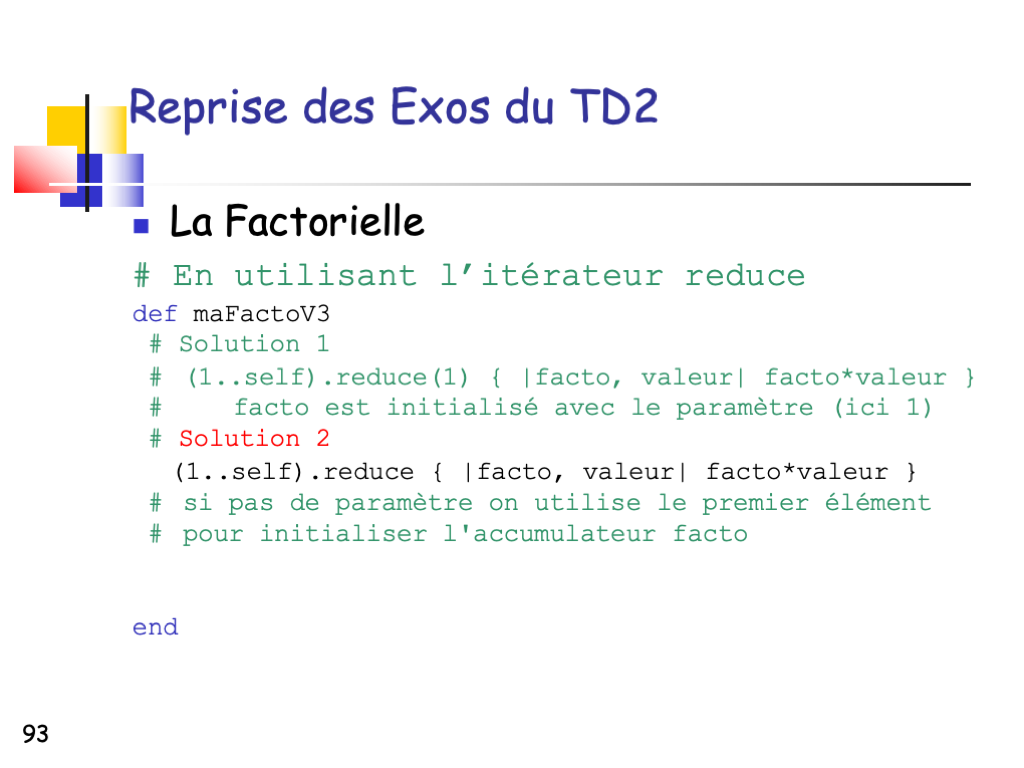 Reprise des Exos du TD2
La Factorielle
# En utilisant l’itérateur reduce
def maFactoV3
# Solution 1
# (1..self).reduce(1) { |facto, valeur| facto*valeur }
# facto est initialisé avec le paramètre (ici 1)
# Solution 2
(1..self).reduce { |facto, valeur| facto*valeur }
# si pas de paramètre on utilise le premier élément
# pour initialiser l'accumulateur facto
end
93